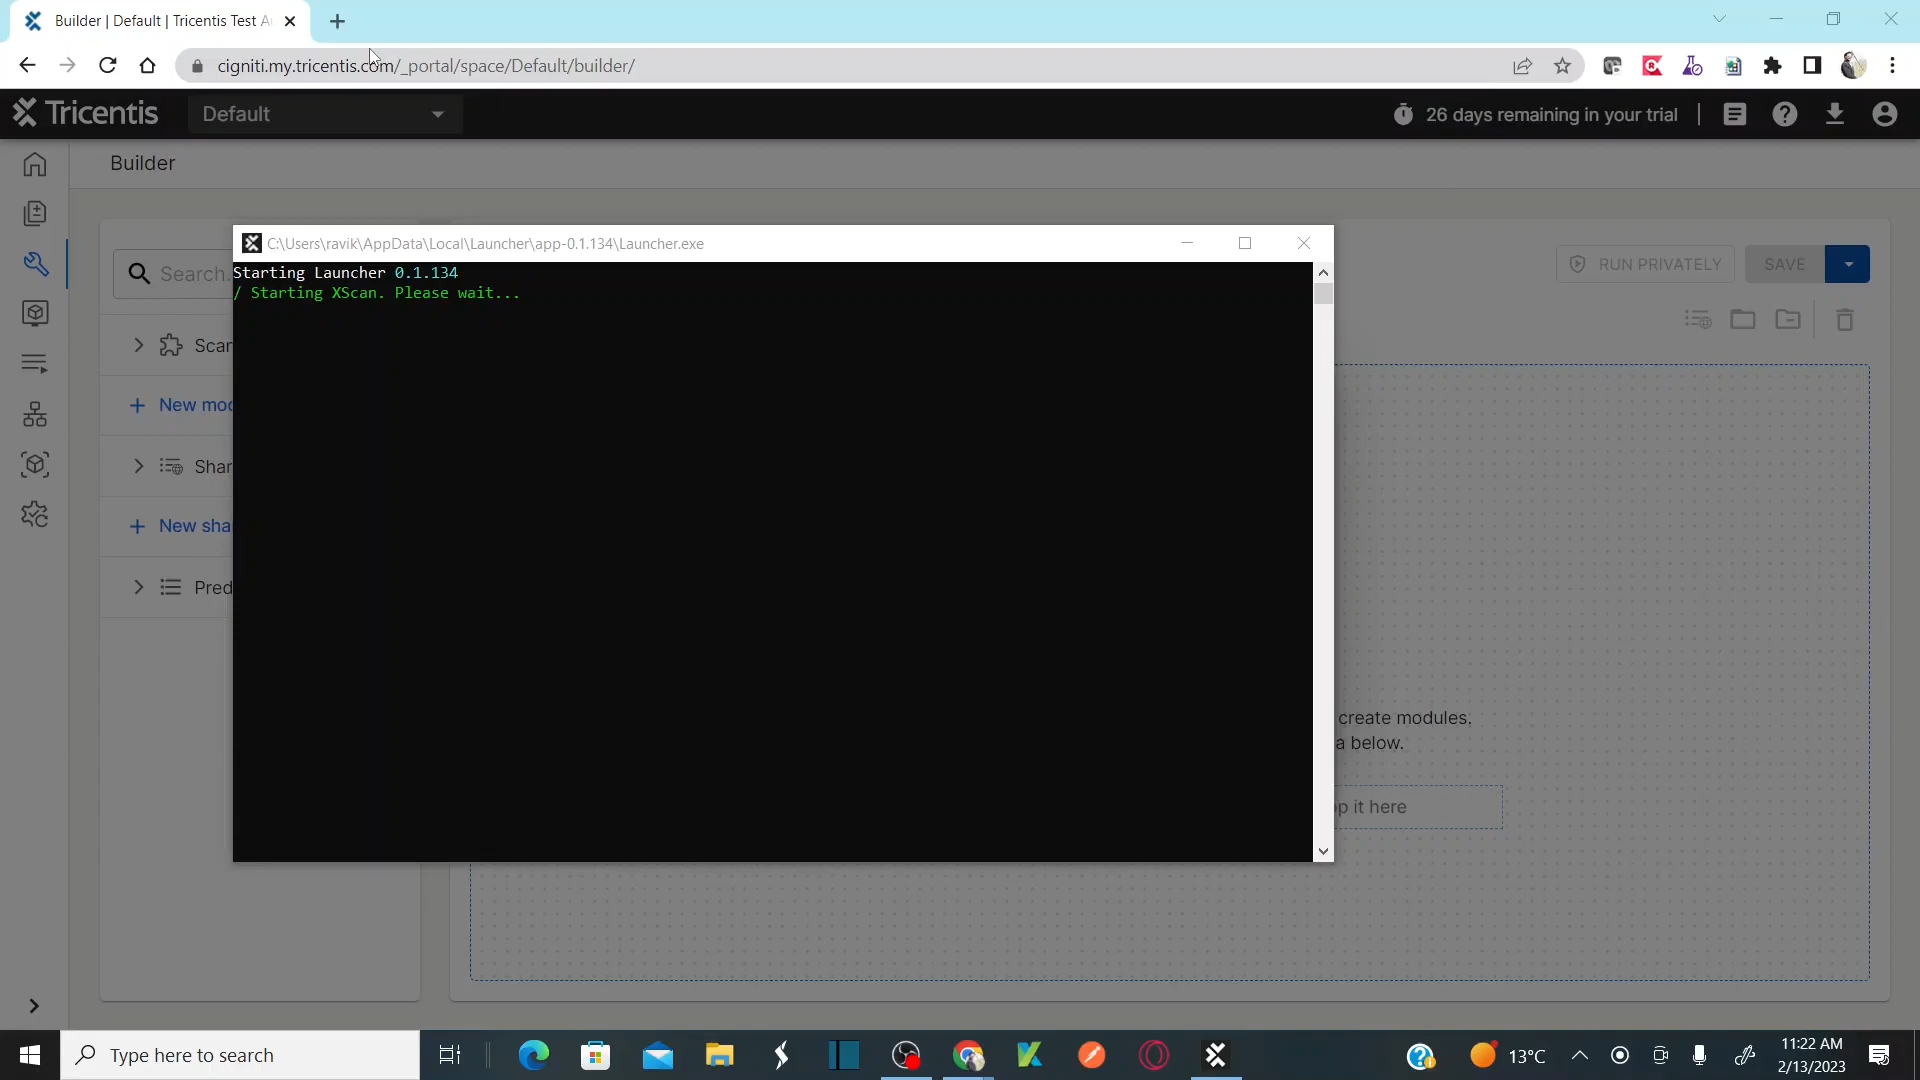 Builder | Default | Tricentis Test A
cigniti.my.tricentis.com/_portal/space/Default/builder/
Tricentis
Default
26 days remaining in your trial
Builder
C:\Users\ravik\AppData\Local\Launcher\app-0.1.134\Launcher.exe
Starting Launcher 0.1.134
/ Starting XScan. Please wait...
Search.
RUN PRIVATELY
SAVE
Scar
+ New moc
Shar
+ New sha
Pred
create modules.
a below.
op it here
Type here to search
13°C
11:22 AM
2/13/2023